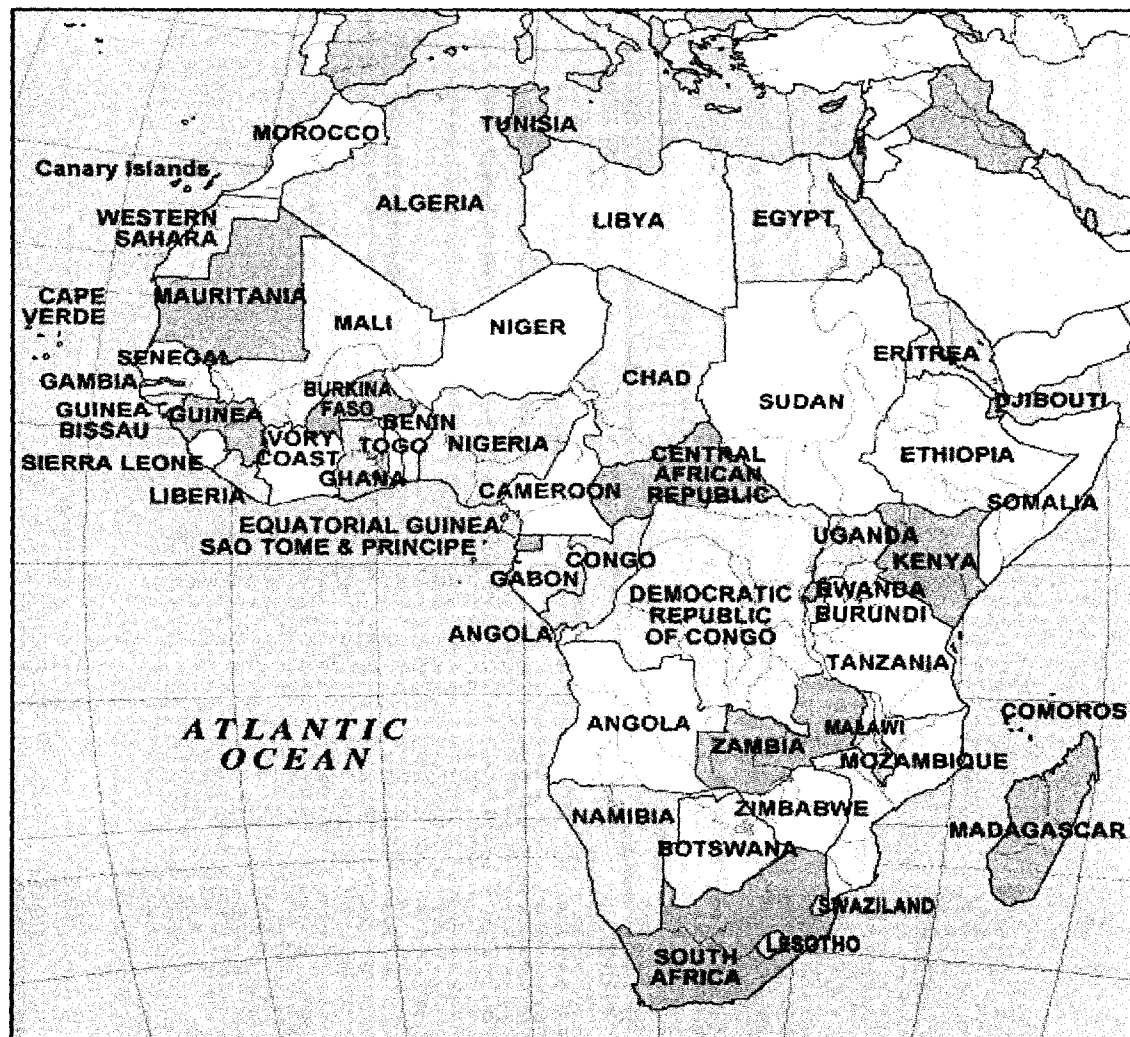 TUNISIA
MOROCCO
Canary Islands
ALGERIA
LIBYA
EGYPT
WESTERN
SAHARA
CAPE
VERDE
MAURITANIA
MALI
NIGER
CHAD
SUDAN
ERITREA
SENEGAL
GAMBIA
GUINEA
BISSAU
GUINEA
BURKINA
FASO
BENIN
NIGERIA
DJIBOUTI
ETHIOPIA
IVORY
COAST
TOGO
GHANA
SIERRA LEONE
LIBERIA
CAMEROON
CENTRAL
AFRICAN
REPUBLIC
SOMALIA
EQUATORIAL GUINEA
SAO TOME & PRINCIPE
GABON
CONGO
UGANDA
KENYA
DEMOCRATIC
REPUBLIC
OF CONGO
RWANDA
BURUNDI
ANGOLA
TANZANIA
ATLANTIC
OCEAN
ANGOLA
ZAMBIA
MALAWI
COMOROS
MOZAMBIQUE
NAMIBIA
ZIMBABWE
BOTSWANA
MADAGASCAR
SWAZILAND
LESOTHO
SOUTH
AFRICA